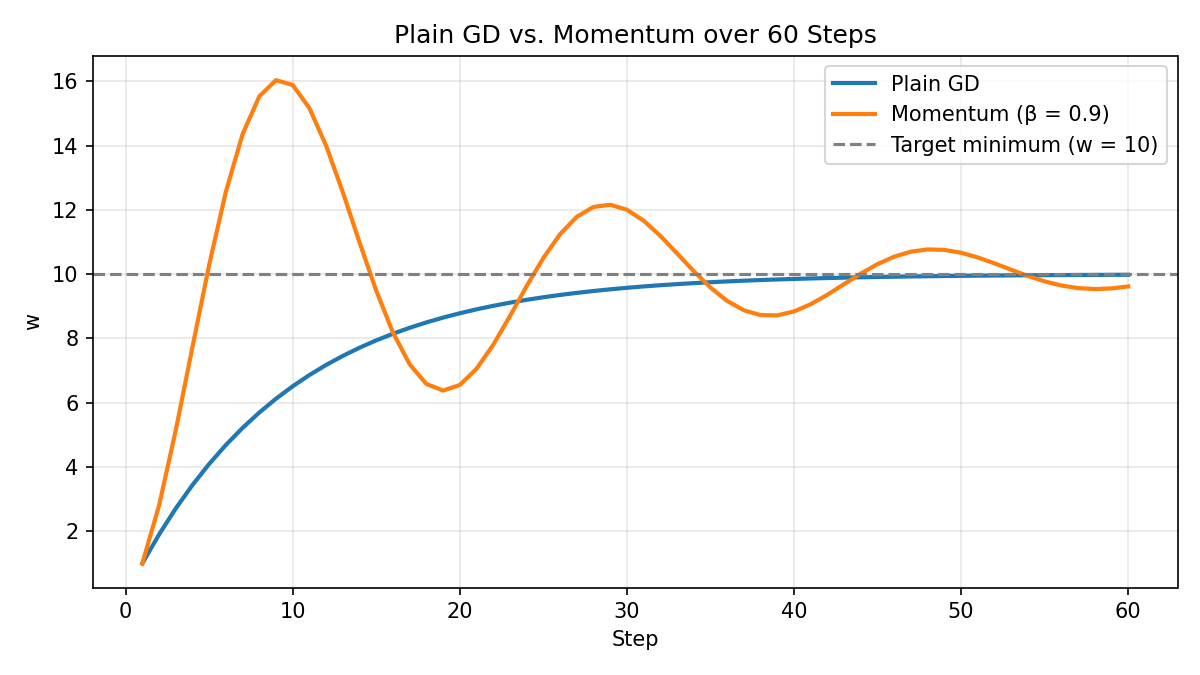 Plain GD vs. Momentum over 60 Steps
Plain GD
Momentum (β = 0.9)
Target minimum (w = 10)
16
14
12
10
8
6
4
2
w
0 10 20 30 40 50 60
Step